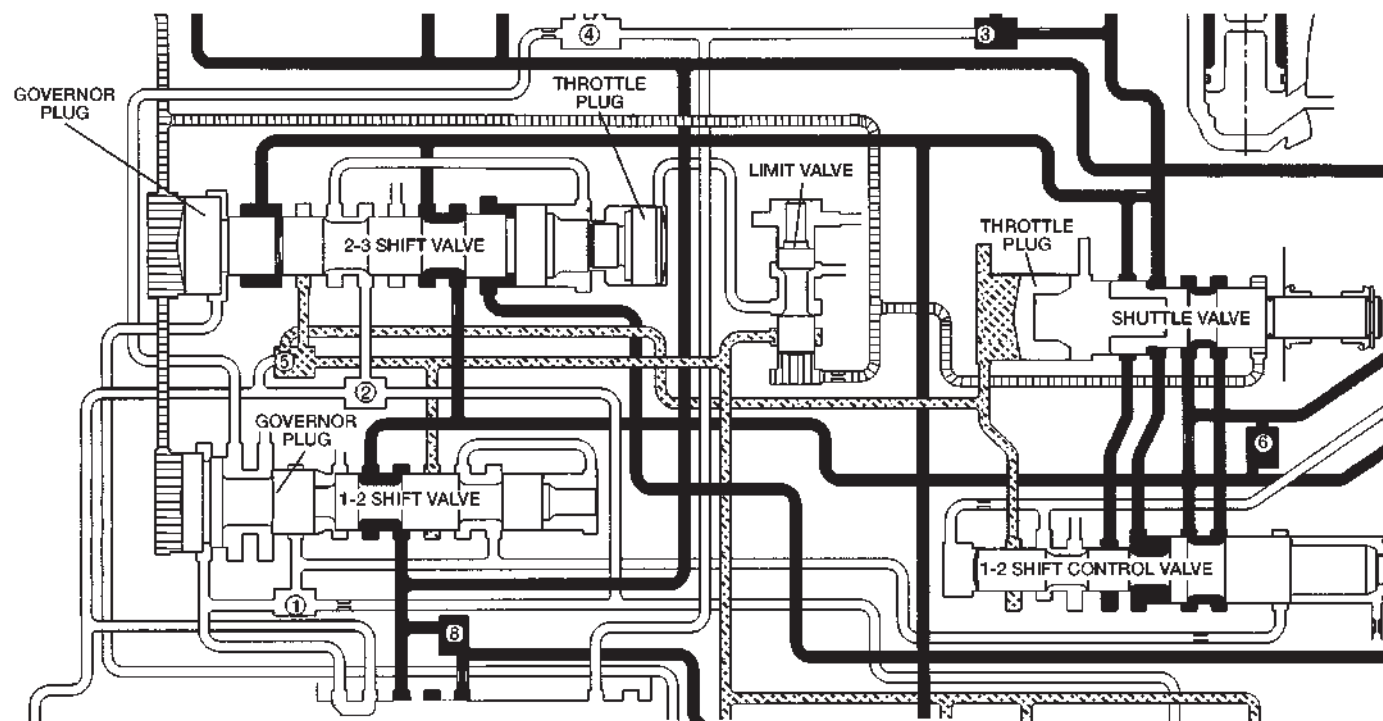 4
3
GOVERNOR
PLUG
THROTTLE
PLUG
LIMIT VALVE
THROTTLE
PLUG
2-3 SHIFT VALVE
SHUTTLE VALVE
5
2
GOVERNOR
PLUG
6
1-2 SHIFT VALVE
1-2 SHIFT CONTROL VALVE
1
8